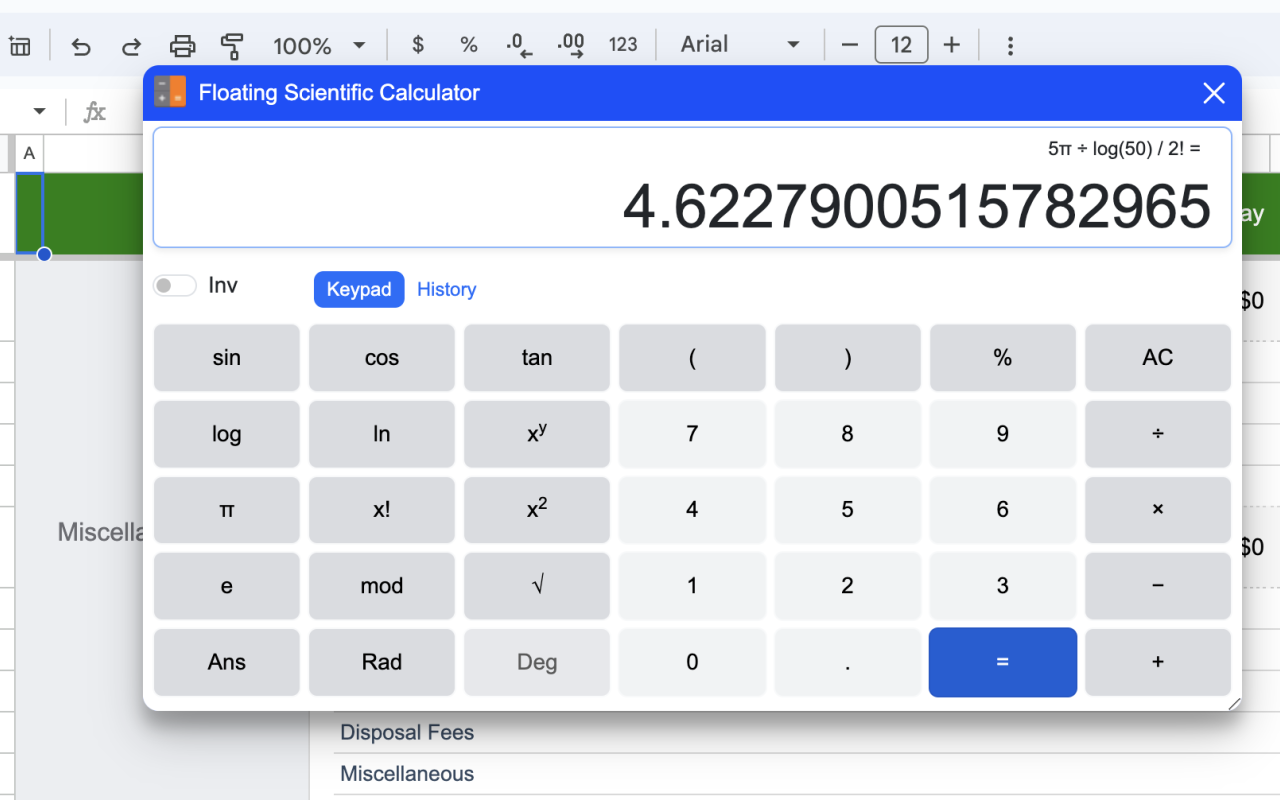 100% $ % .0 .00 123 Arial − 12 +
fx
Floating Scientific Calculator
A
5π ÷ log(50) / 2! =
4.6227900515782965
ay
Inv Keypad History
$0
sin cos tan ( ) % AC
log ln xʸ 7 8 9 ÷
π x! x² 4 5 6 ×
Miscella
$0
e mod √ 1 2 3 −
Ans Rad Deg 0 . = +
Disposal Fees
Miscellaneous